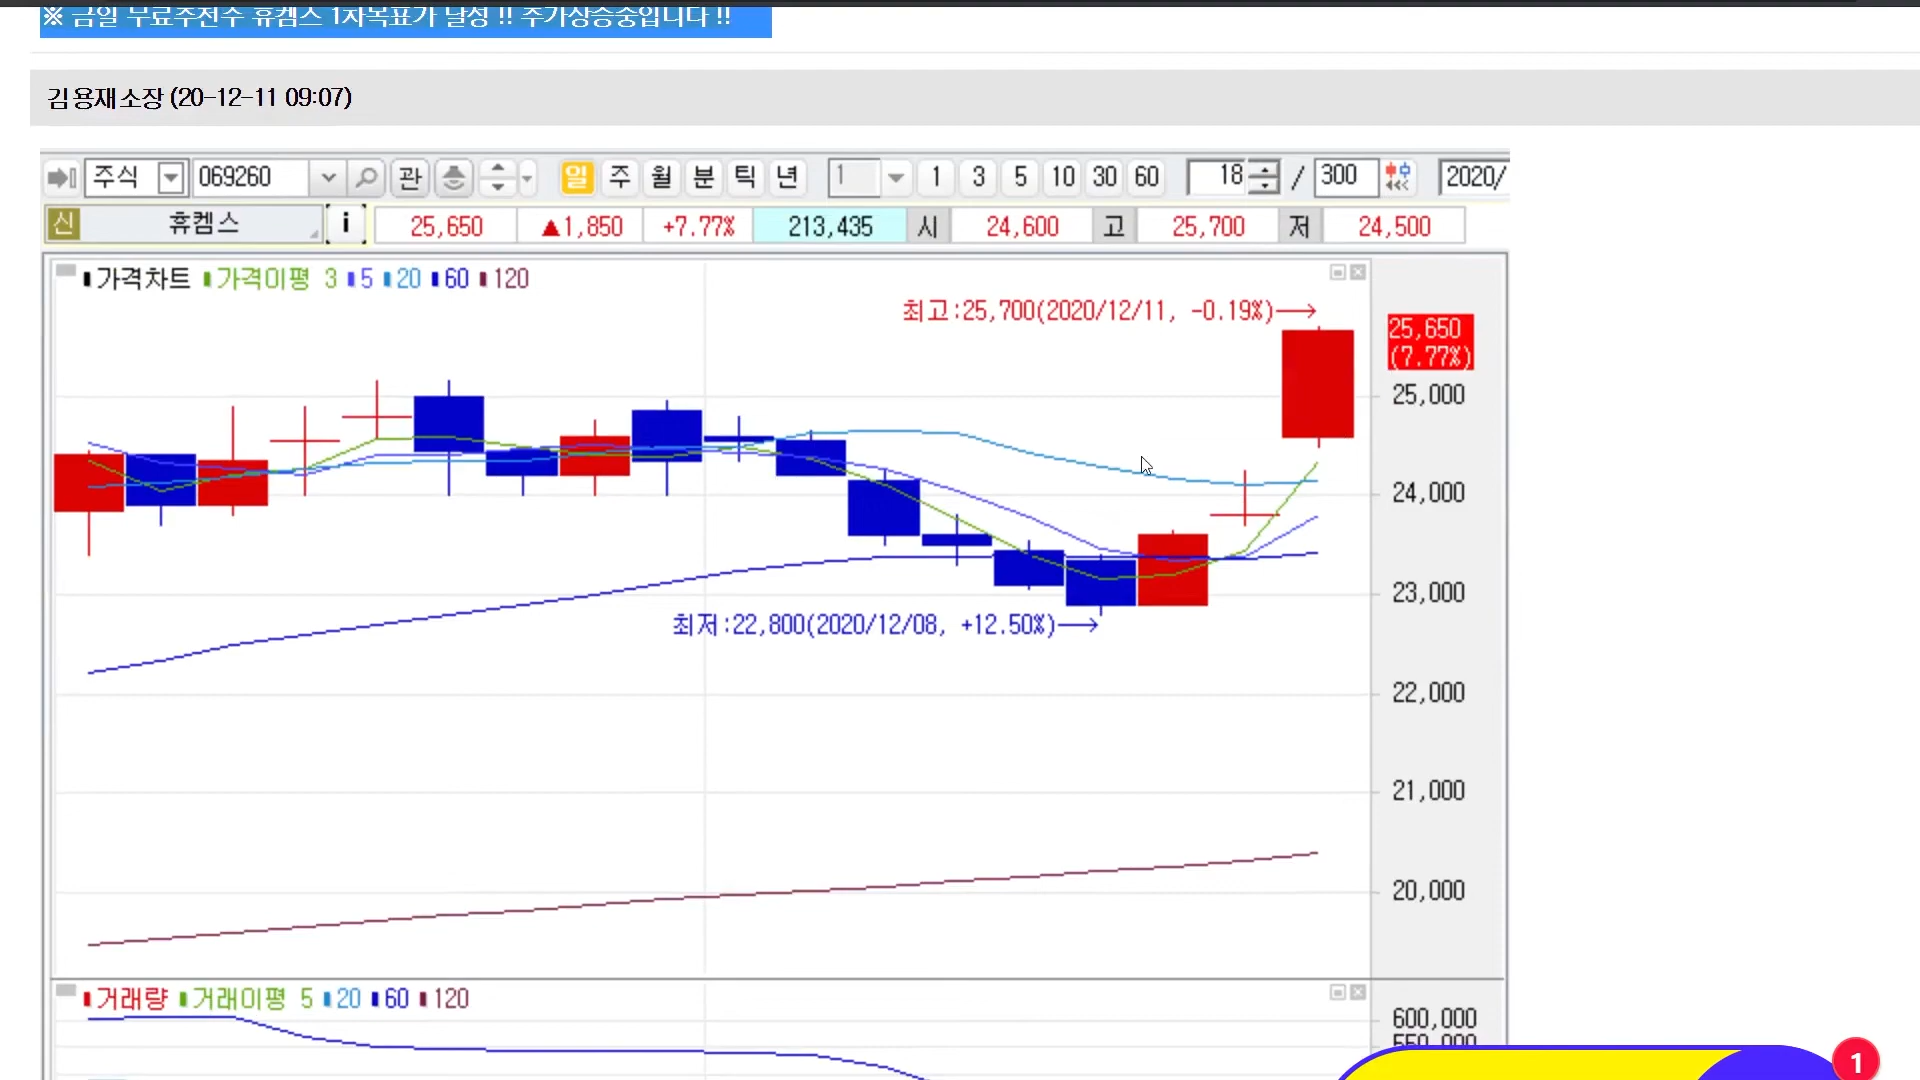 ※ 금일 무료추천주 휴켐스 1차목표가 달성 !! 추가상승중입니다 !!
김용재소장 (20-12-11 09:07)
주식 069260 관 일 주 월 분 틱 년 1 1 3 5 10 30 60 18 / 300 2020/
신 휴켐스 i 25,650 ▲1,850 +7.77% 213,435 시 24,600 고 25,700 저 24,500
가격차트 가격이평 3 5 20 60 120
최고:25,700(2020/12/11, -0.19%)→
25,650
(7.77%)
25,000
24,000
23,000
최저:22,800(2020/12/08, +12.50%)→
22,000
21,000
20,000
거래량 거래이평 5 20 60 120
600,000
550,000
1